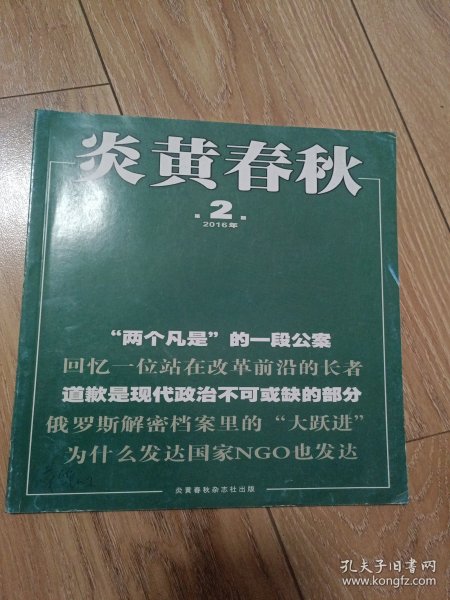 炎黄春秋
第2期
2016年
“两个凡是”的一段公案
回忆一位站在改革前沿的长者
道歉是现代政治不可或缺的部分
俄罗斯解密档案里的“大跃进”
为什么发达国家NGO也发达
炎黄春秋杂志社出版
孔夫子旧书网
www.kongfz.com